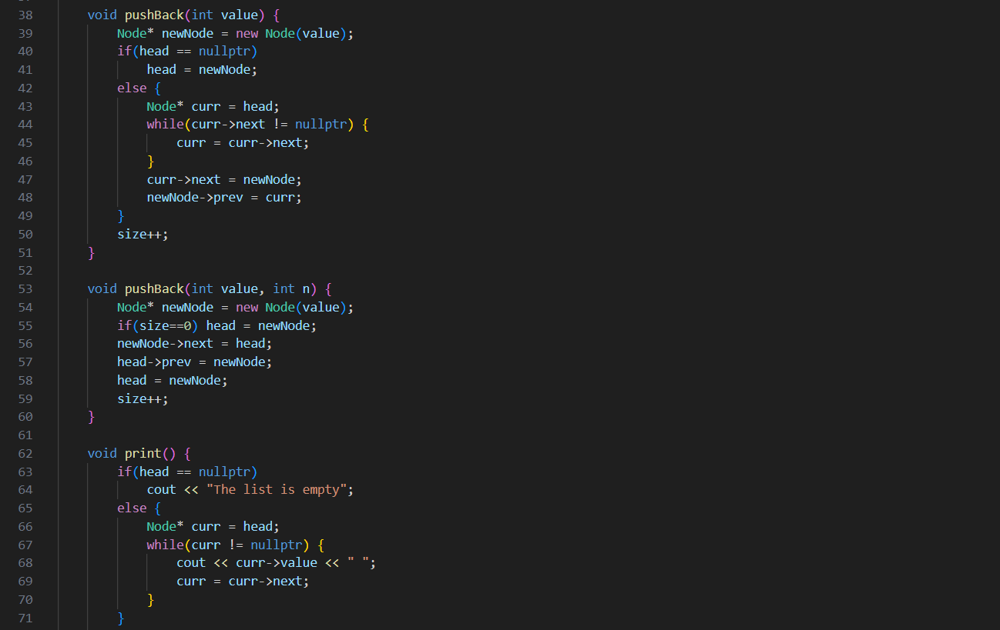 38 void pushBack(int value) {
39 Node* newNode = new Node(value);
40 if(head == nullptr)
41 head = newNode;
42 else {
43 Node* curr = head;
44 while(curr->next != nullptr) {
45 curr = curr->next;
46 }
47 curr->next = newNode;
48 newNode->prev = curr;
49 }
50 size++;
51 }
52
53 void pushBack(int value, int n) {
54 Node* newNode = new Node(value);
55 if(size==0) head = newNode;
56 newNode->next = head;
57 head->prev = newNode;
58 head = newNode;
59 size++;
60 }
61
62 void print() {
63 if(head == nullptr)
64 cout << "The list is empty";
65 else {
66 Node* curr = head;
67 while(curr != nullptr) {
68 cout << curr->value << " ";
69 curr = curr->next;
70 }
71 }